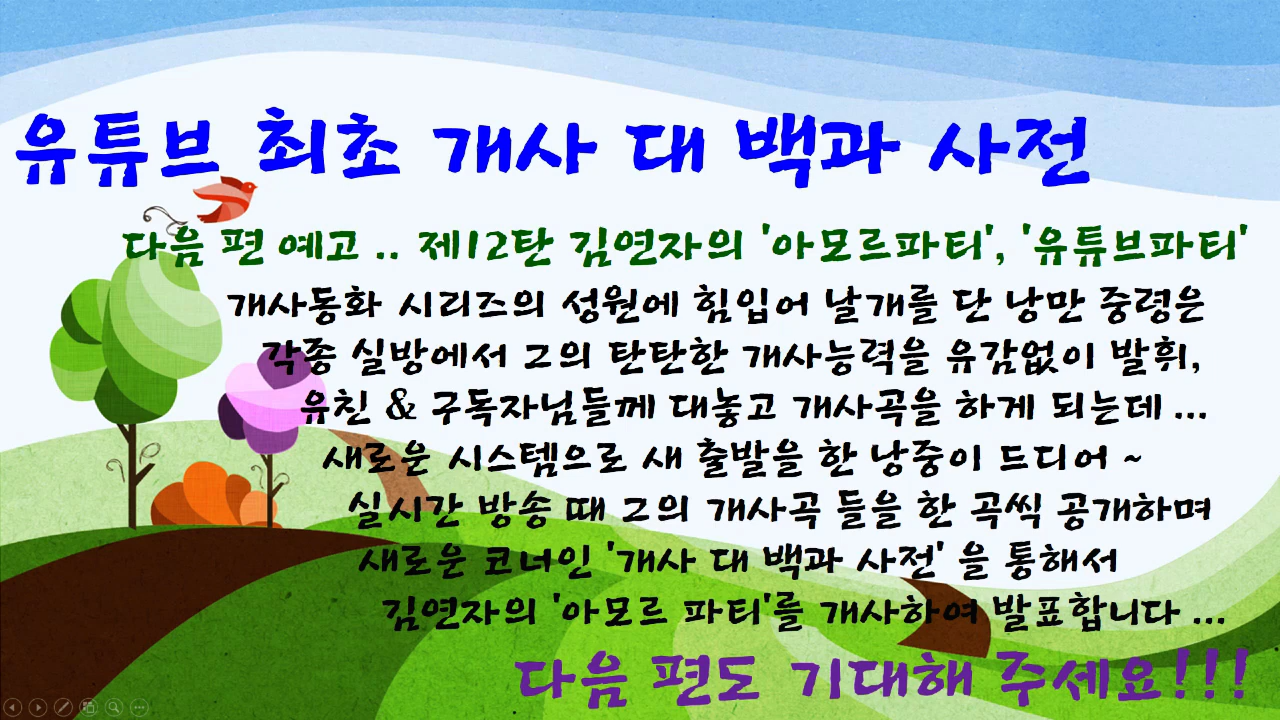 유튜브 최초 개사 대 백과 사전
다음 편 예고 .. 제12탄 김연자의 '아모르파티', '유튜브파티'
개사동화 시리즈의 성원에 힘입어 날개를 단 낭만 중령은
각종 실방에서 그의 탄탄한 개사능력을 유감없이 발휘,
유친 & 구독자님들께 대놓고 개사곡을 하게 되는데 ...
새로운 시스템으로 새 출발을 한 낭중이 드디어 ~
실시간 방송 때 그의 개사곡 들을 한 곡씩 공개하며
새로운 코너인 '개사 대 백과 사전' 을 통해서
김연자의 '아모르 파티'를 개사하여 발표합니다 ...
다음 편도 기대해 주세요!!!